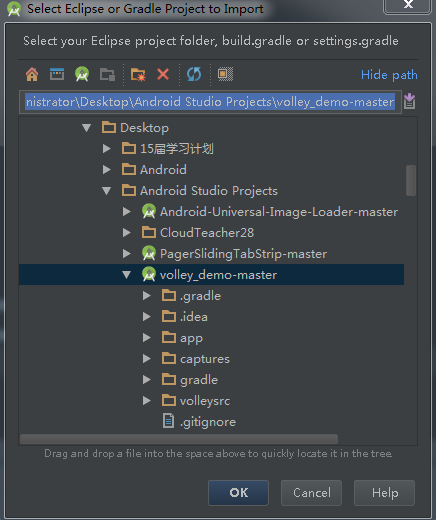 Select Eclipse or Gradle Project to Import
Select your Eclipse project folder, build.gradle or settings.gradle
Hide path
nistrator\Desktop\Android Studio Projects\volley_demo-master
Desktop
15届学习计划
Android
Android Studio Projects
Android-Universal-Image-Loader-master
CloudTeacher28
PagerSlidingTabStrip-master
volley_demo-master
.gradle
.idea
app
captures
gradle
volleysrc
.gitignore
Drag and drop a file into the space above to quickly locate it in the tree.
OK Cancel Help